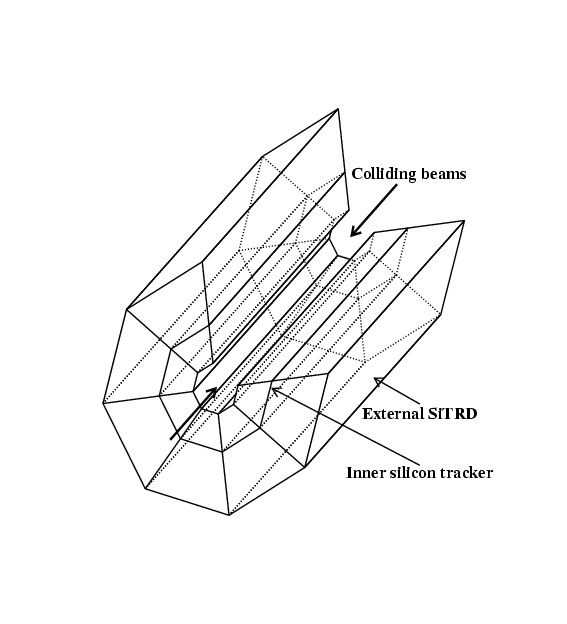 Colliding beams
External SiTRD
Inner silicon tracker